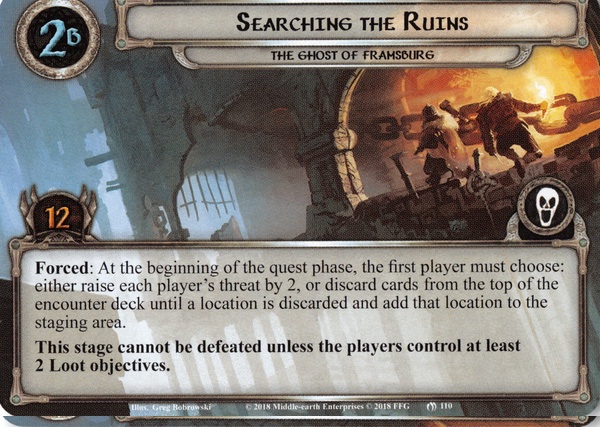 2B
SEARCHING THE RUINS
THE GHOST OF FRAMSBURG
12
Forced: At the beginning of the quest phase, the first player must choose:
either raise each player's threat by 2, or discard cards from the top of the
encounter deck until a location is discarded and add that location to the
staging area.
This stage cannot be defeated unless the players control at least
2 Loot objectives.
Illus. Greg Bobrowski © 2018 Middle-earth Enterprises © 2018 FFG 110